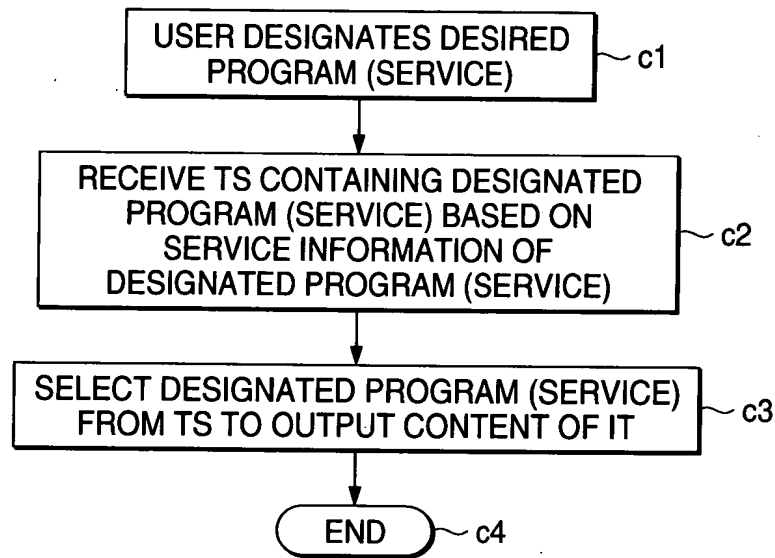 USER DESIGNATES DESIRED
PROGRAM (SERVICE)
c1
RECEIVE TS CONTAINING DESIGNATED
PROGRAM (SERVICE) BASED ON
SERVICE INFORMATION OF
DESIGNATED PROGRAM (SERVICE)
c2
SELECT DESIGNATED PROGRAM (SERVICE)
FROM TS TO OUTPUT CONTENT OF IT
c3
END
c4